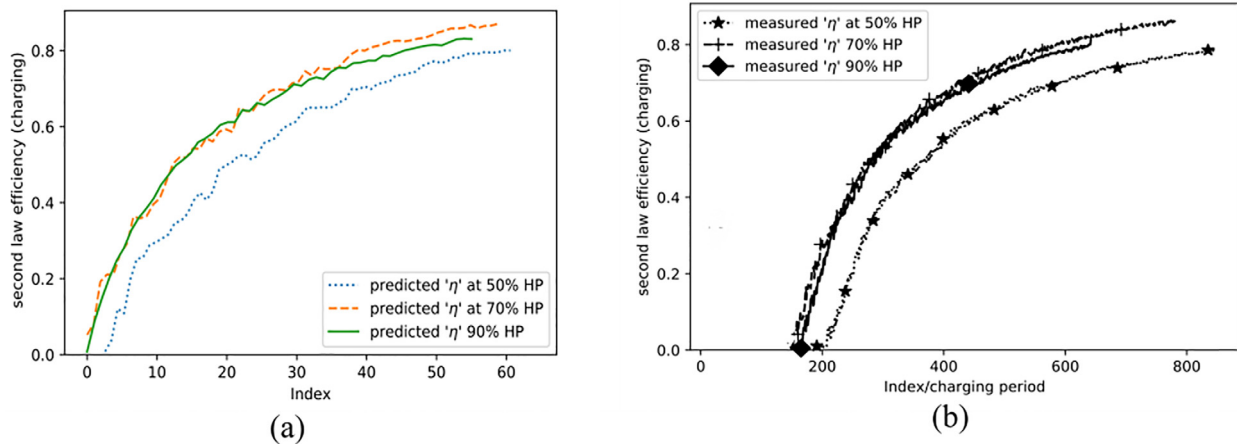 second law efficiency (charging)
0.8
0.6
0.4
0.2
0.0
predicted 'η' at 50% HP
predicted 'η' at 70% HP
predicted 'η' 90% HP
0 10 20 30 40 50 60
Index
(a)
second law efficiency (charging)
measured 'η' at 50% HP
measured 'η' 70% HP
measured 'η' 90% HP
0.8
0.6
0.4
0.2
0.0
0 200 400 600 800
Index/charging period
(b)